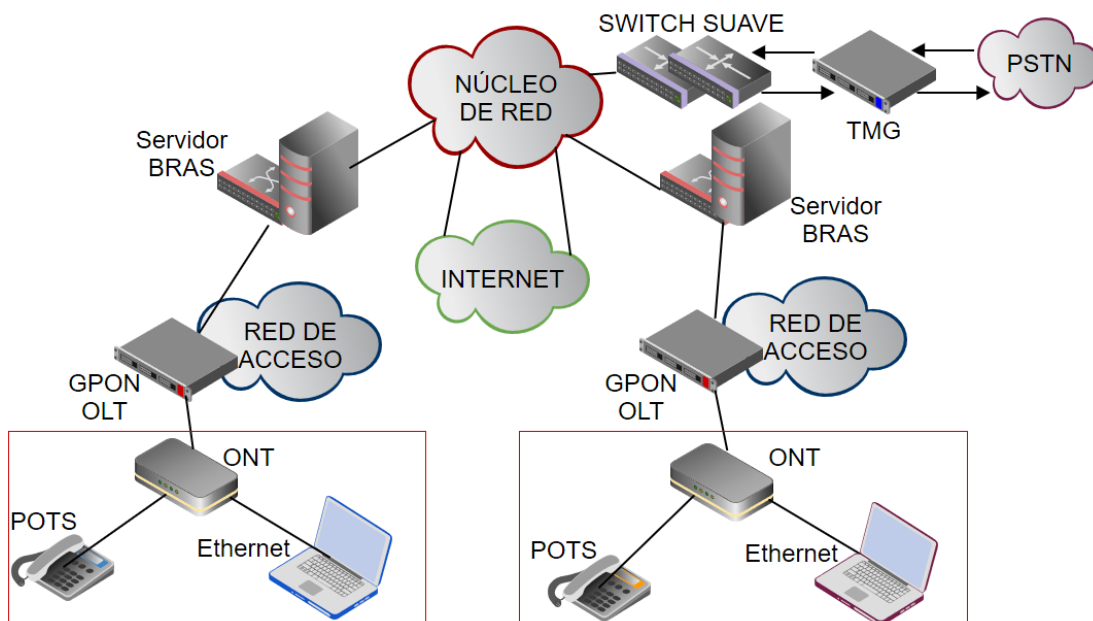 SWITCH SUAVE
PSTN
TMG
NÚCLEO
DE RED
Servidor
BRAS
Servidor
BRAS
INTERNET
RED DE
ACCESO
GPON
OLT
RED DE
ACCESO
GPON
OLT
ONT
POTS
Ethernet
ONT
POTS
Ethernet